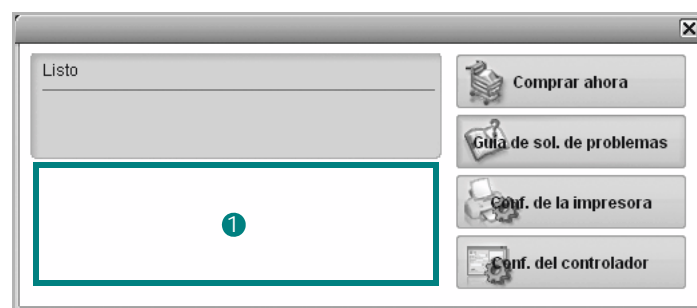 Listo
Comprar ahora
Guía de sol. de problemas
1
Conf. de la impresora
Conf. del controlador